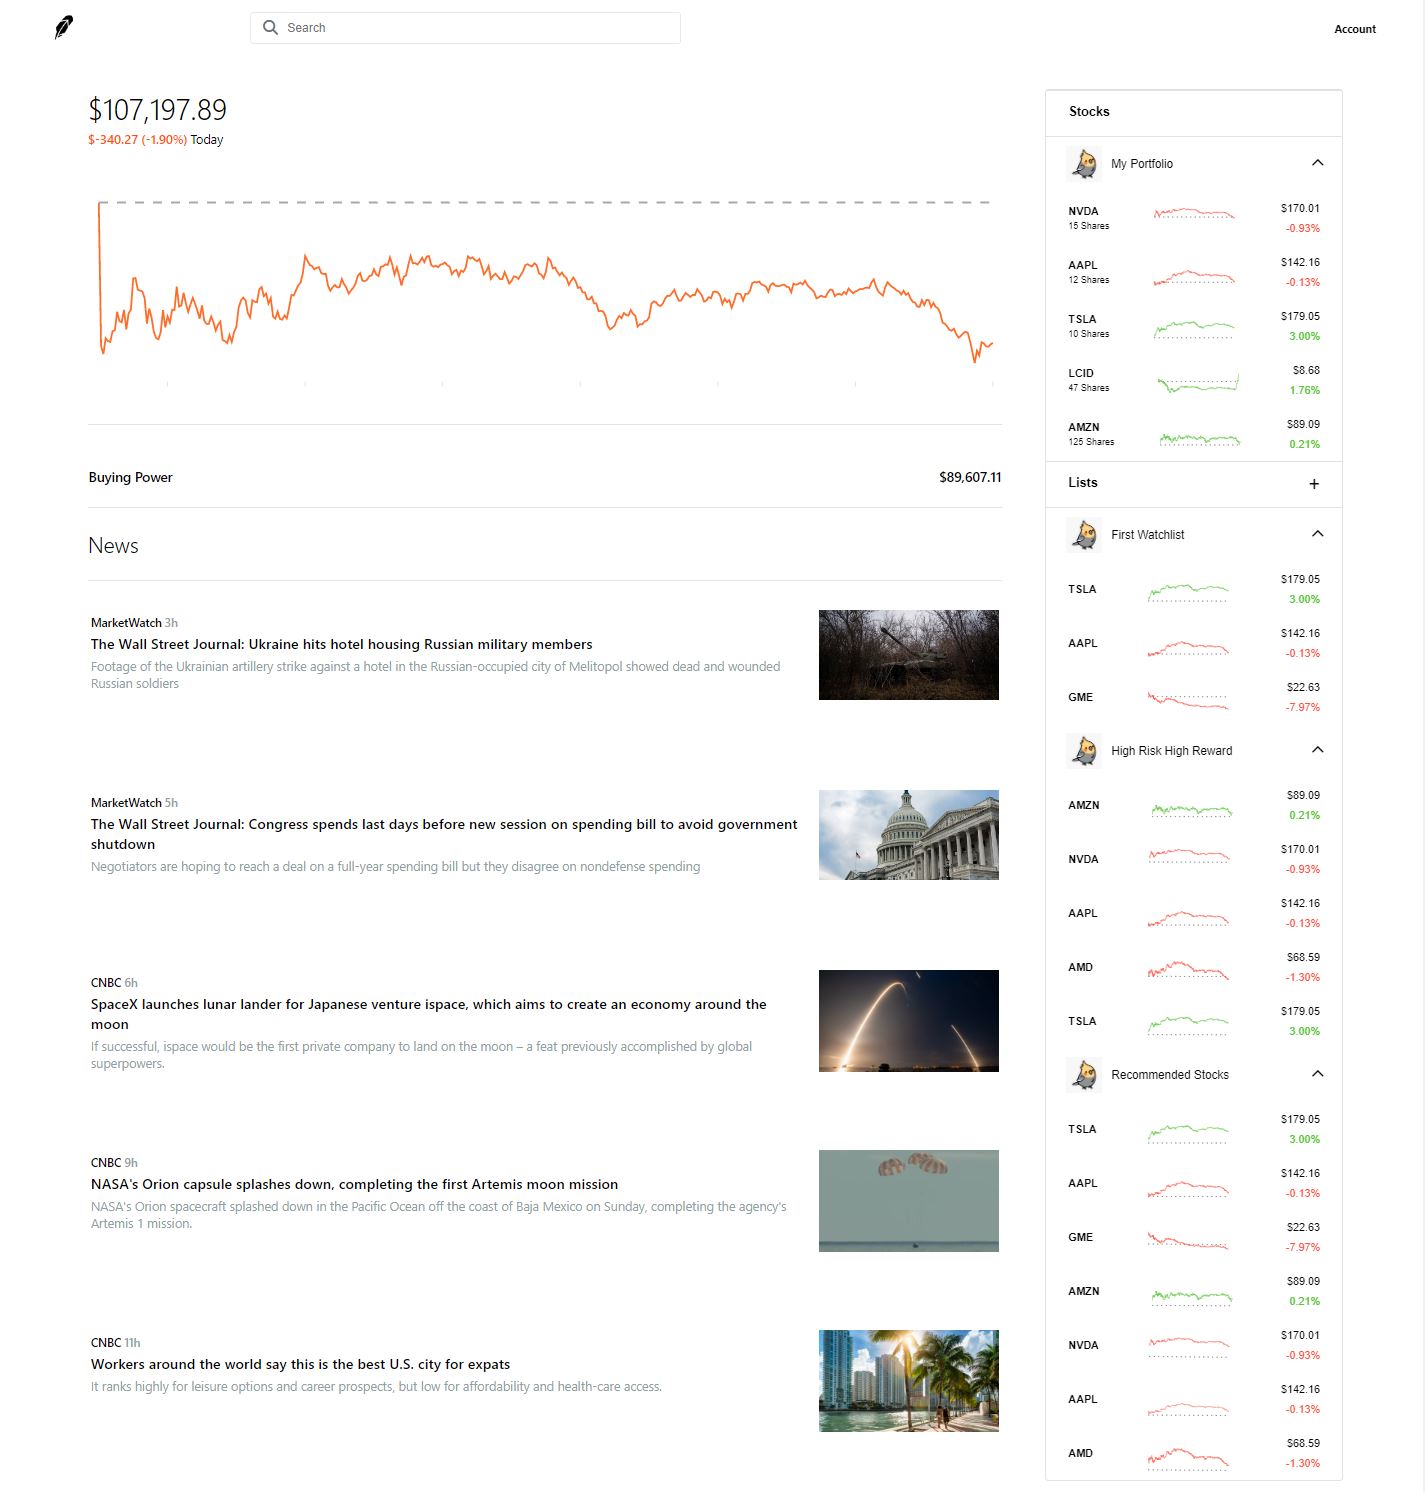 Search
Account
$107,197.89
$-340.27 (-1.90%) Today
Buying Power
$89,607.11
News
MarketWatch 3h
The Wall Street Journal: Ukraine hits hotel housing Russian military members
Footage of the Ukrainian artillery strike against a hotel in the Russian-occupied city of Melitopol showed dead and wounded
Russian soldiers
MarketWatch 5h
The Wall Street Journal: Congress spends last days before new session on spending bill to avoid government
shutdown
Negotiators are hoping to reach a deal on a full-year spending bill but they disagree on nondefense spending
CNBC 6h
SpaceX launches lunar lander for Japanese venture ispace, which aims to create an economy around the
moon
If successful, ispace would be the first private company to land on the moon – a feat previously accomplished by global
superpowers.
CNBC 9h
NASA's Orion capsule splashes down, completing the first Artemis moon mission
NASA's Orion spacecraft splashed down in the Pacific Ocean off the coast of Baja Mexico on Sunday, completing the agency's
Artemis 1 mission.
CNBC 11h
Workers around the world say this is the best U.S. city for expats
It ranks highly for leisure options and career prospects, but low for affordability and health-care access.
Stocks
My Portfolio
NVDA
15 Shares
$170.01
-0.93%
AAPL
12 Shares
$142.16
-0.13%
TSLA
10 Shares
$179.05
3.00%
LCID
47 Shares
$8.68
1.76%
AMZN
125 Shares
$89.09
0.21%
Lists
+
First Watchlist
TSLA
$179.05
3.00%
AAPL
$142.16
-0.13%
GME
$22.63
-7.97%
High Risk High Reward
AMZN
$89.09
0.21%
NVDA
$170.01
-0.93%
AAPL
$142.16
-0.13%
AMD
$68.59
-1.30%
TSLA
$179.05
3.00%
Recommended Stocks
TSLA
$179.05
3.00%
AAPL
$142.16
-0.13%
GME
$22.63
-7.97%
AMZN
$89.09
0.21%
NVDA
$170.01
-0.93%
AAPL
$142.16
-0.13%
AMD
$68.59
-1.30%